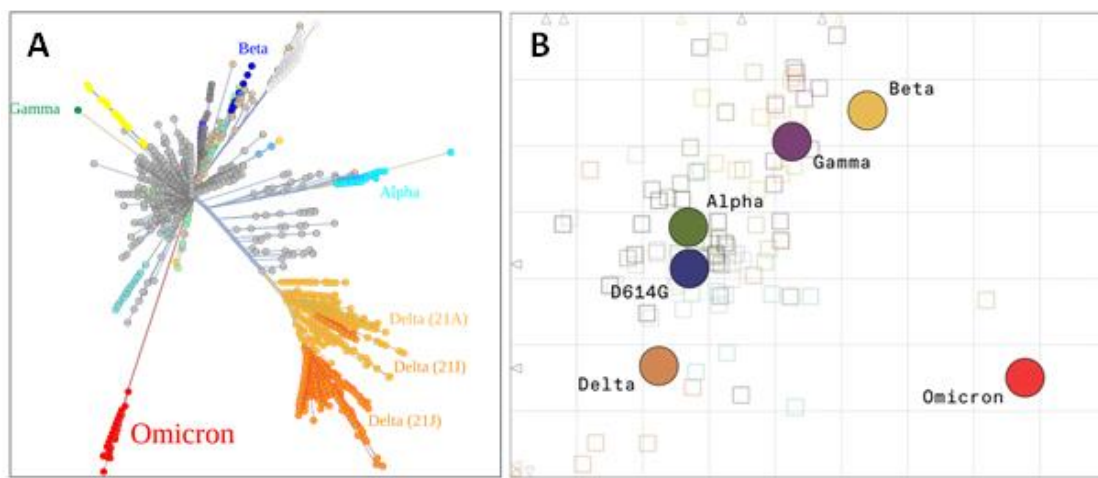 A
Beta
Gamma
Alpha
Delta (21A)
Delta (21I)
Delta (21J)
Omicron
B
Beta
Gamma
Alpha
D614G
Delta
Omicron